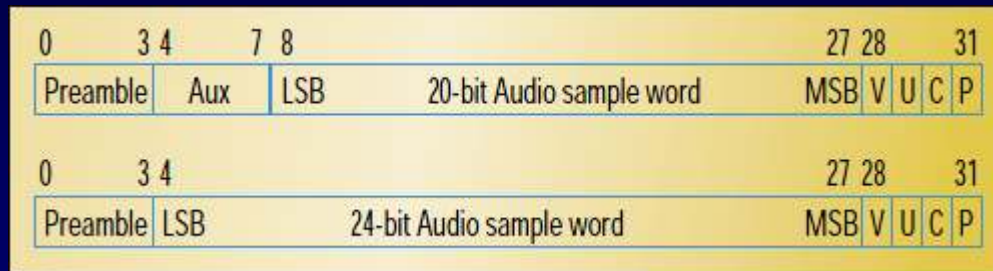 0 3 4 7 8 27 28 31
Preamble Aux LSB 20-bit Audio sample word MSB V U C P
0 3 4 27 28 31
Preamble LSB 24-bit Audio sample word MSB V U C P